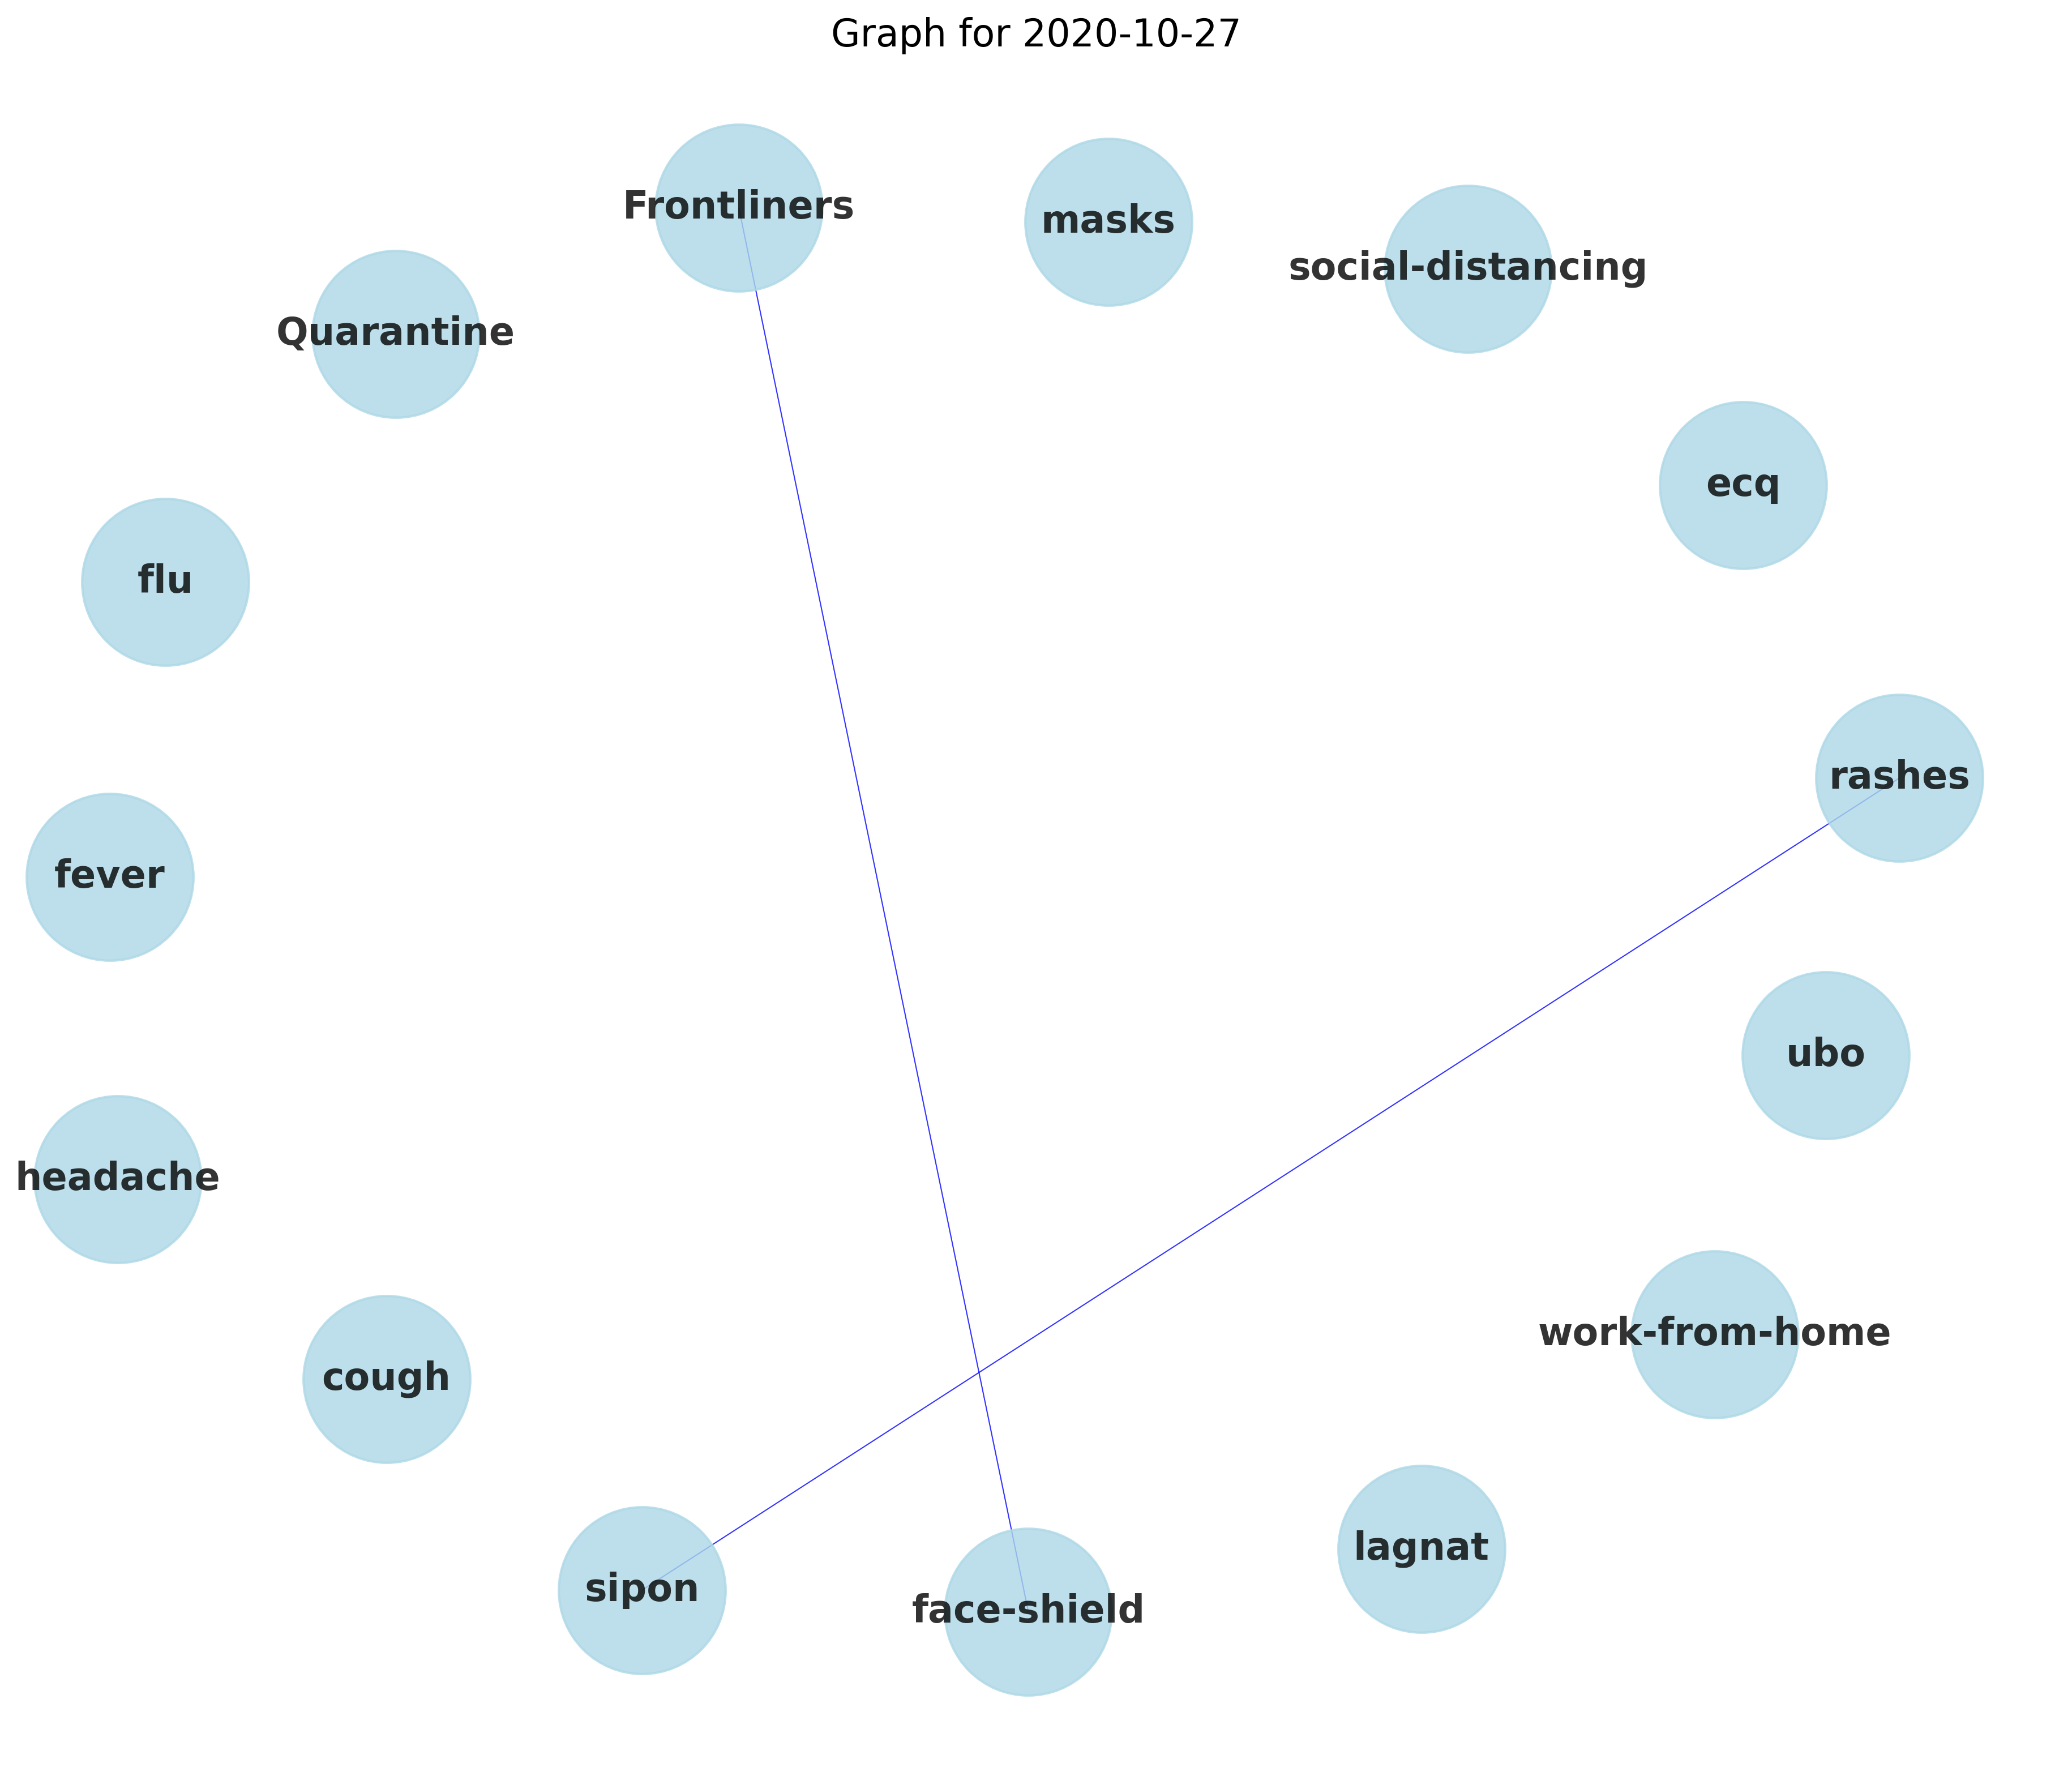 Graph for 2020-10-27
Frontliners
masks
social-distancing
Quarantine
ecq
flu
rashes
fever
ubo
headache
work-from-home
cough
lagnat
sipon
face-shield